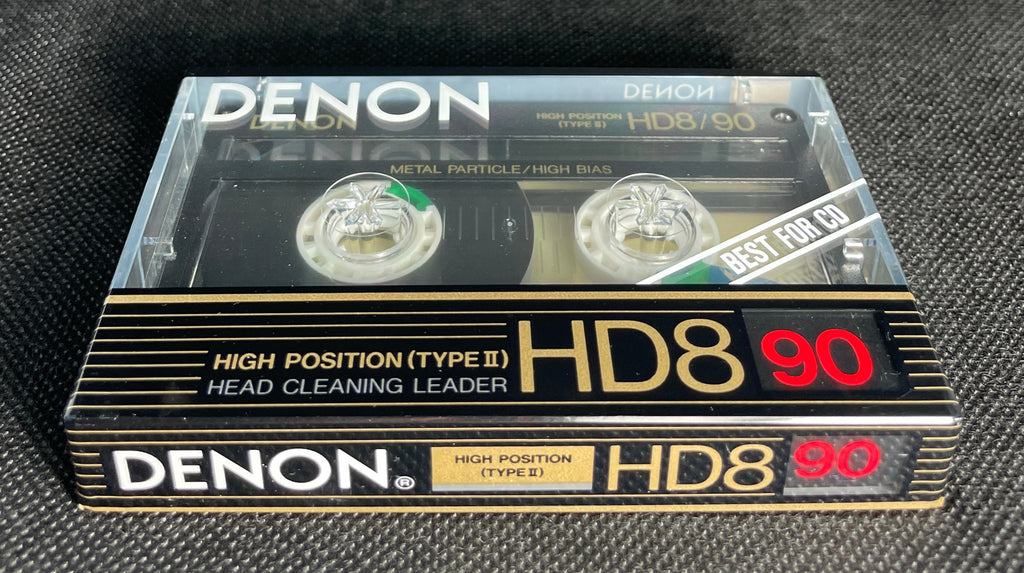 DENON
DENON
DENON
HIGH POSITION
(TYPE II)
HD8/90
METAL PARTICLE/HIGH BIAS
BEST FOR CD
HIGH POSITION (TYPE II)
HEAD CLEANING LEADER
HD8
90
DENON®
HIGH POSITION
(TYPE II)
HD8
90